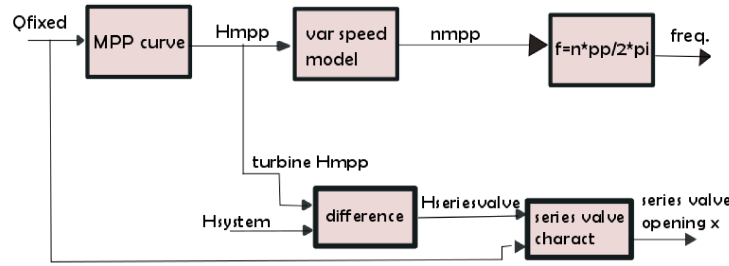 Qfixed
MPP curve
Hmpp
var speed
model
nmpp
f=n*pp/2*pi
freq.
turbine Hmpp
Hsystem
difference
Hseriesvalve
series valve
charact
series valve
opening x